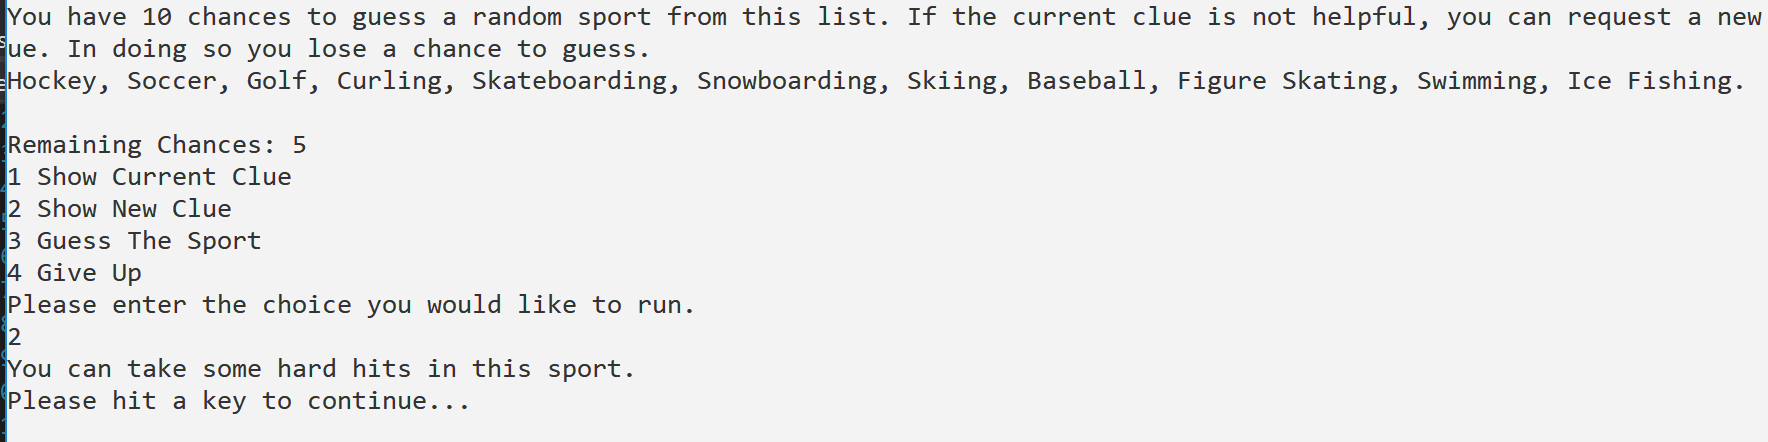 You have 10 chances to guess a random sport from this list. If the current clue is not helpful, you can request a new
ue. In doing so you lose a chance to guess.
Hockey, Soccer, Golf, Curling, Skateboarding, Snowboarding, Skiing, Baseball, Figure Skating, Swimming, Ice Fishing.
Remaining Chances: 5
1 Show Current Clue
2 Show New Clue
3 Guess The Sport
4 Give Up
Please enter the choice you would like to run.
2
You can take some hard hits in this sport.
Please hit a key to continue...